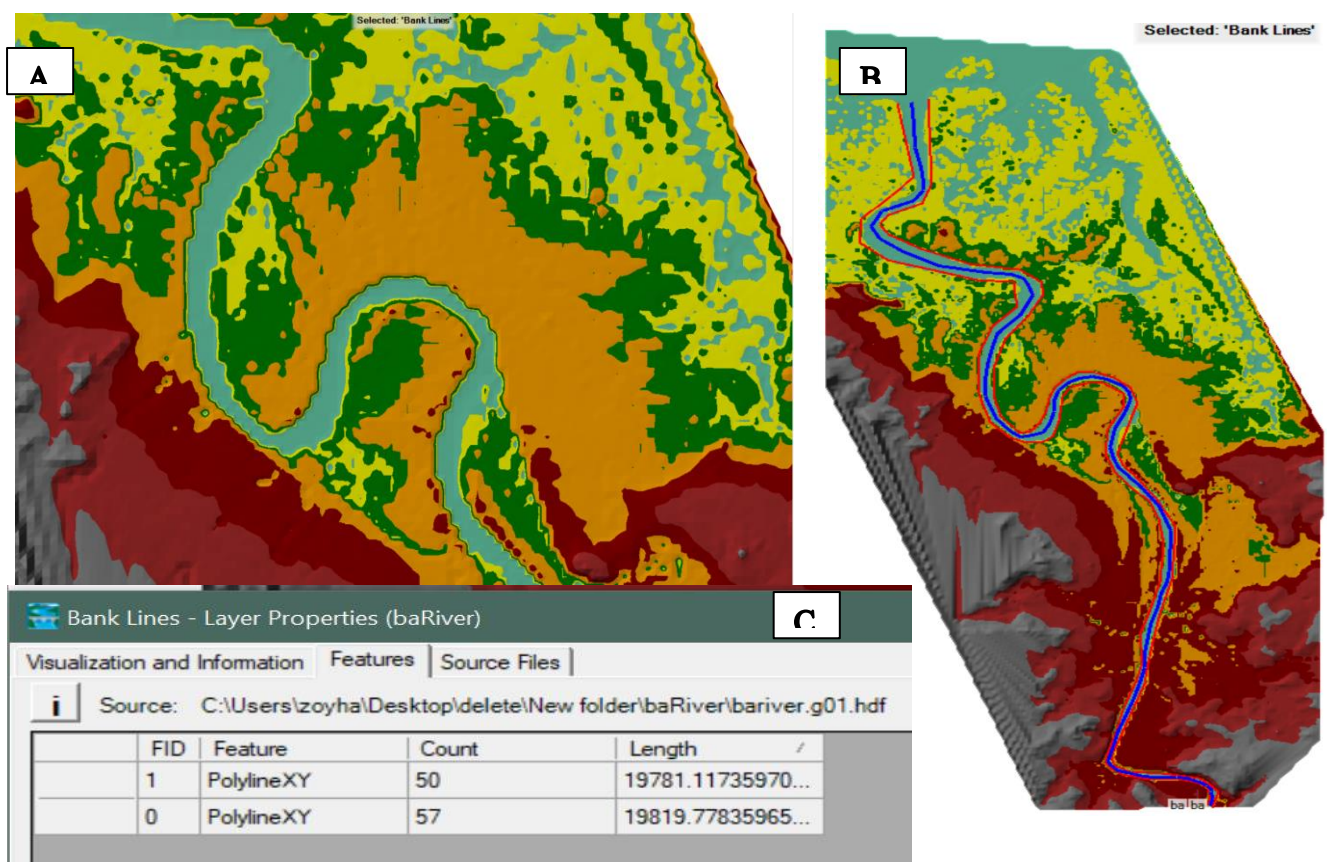 Selected: 'Bank Lines'
A
Selected: 'Bank Lines'
B
ba ba
Bank Lines - Layer Properties (baRiver)
C
Visualization and Information Features Source Files
i Source: C:\Users\zoyha\Desktop\delete\New folder\baRiver\bariver.g01.hdf
FID Feature Count Length
1 PolylineXY 50 19781.11735970...
0 PolylineXY 57 19819.77835965...